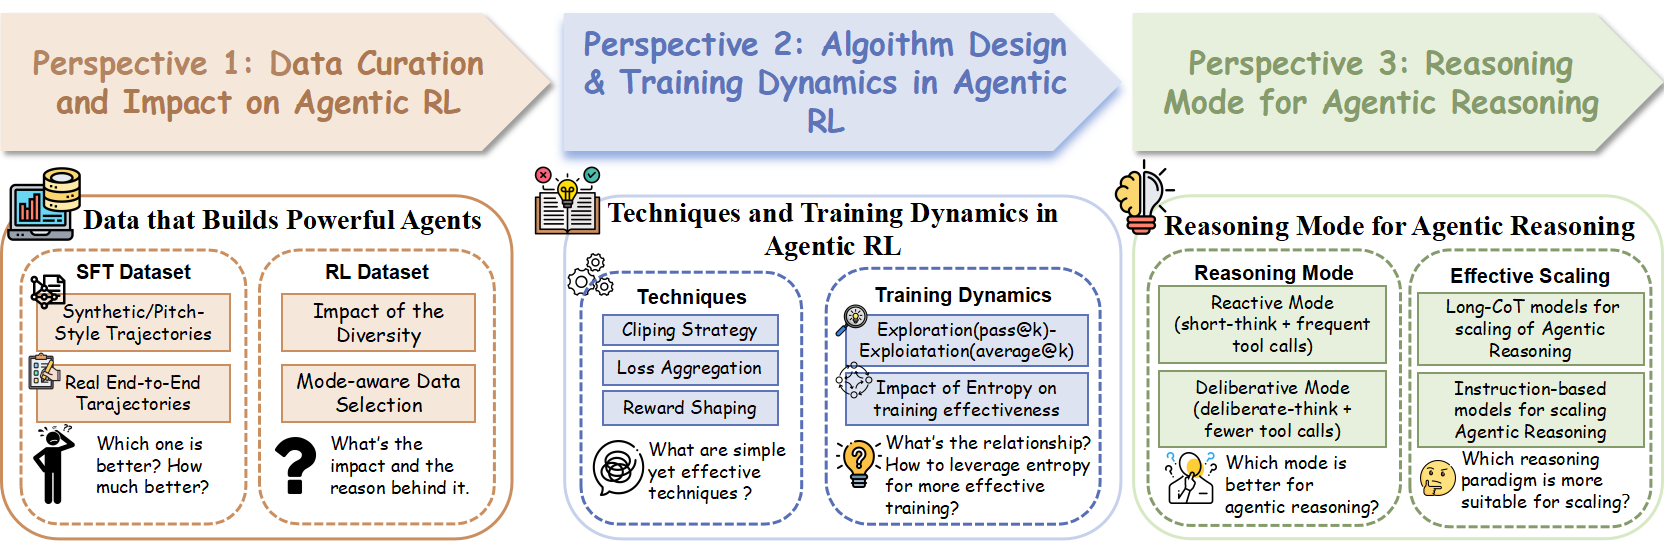 Perspective 1: Data Curation
and Impact on Agentic RL
Perspective 2: Algoithm Design
& Training Dynamics in Agentic
RL
Perspective 3: Reasoning
Mode for Agentic Reasoning
Data that Builds Powerful Agents
SFT Dataset
Synthetic/Pitch-
Style Trajectories
Real End-to-End
Tarajectories
Which one is
better? How
much better?
RL Dataset
Impact of the
Diversity
Mode-aware Data
Selection
What's the
impact and the
reason behind it.
Techniques and Training Dynamics in
Agentic RL
Techniques
Cliping Strategy
Loss Aggregation
Reward Shaping
What are simple
yet effective
techniques ?
Training Dynamics
Exploration(pass@k)-
Exploiatation(average@k)
Impact of Entropy on
training effectiveness
What's the relationship?
How to leverage entropy
for more effective
training?
Reasoning Mode for Agentic Reasoning
Reasoning Mode
Reactive Mode
(short-think + frequent
tool calls)
Deliberative Mode
(deliberate-think +
fewer tool calls)
Which mode is
better for
agentic reasoning?
Effective Scaling
Long-CoT models for
scaling of Agentic
Reasoning
Instruction-based
models for scaling
Agentic Reasoning
Which reasoning
paradigm is more
suitable for scaling?